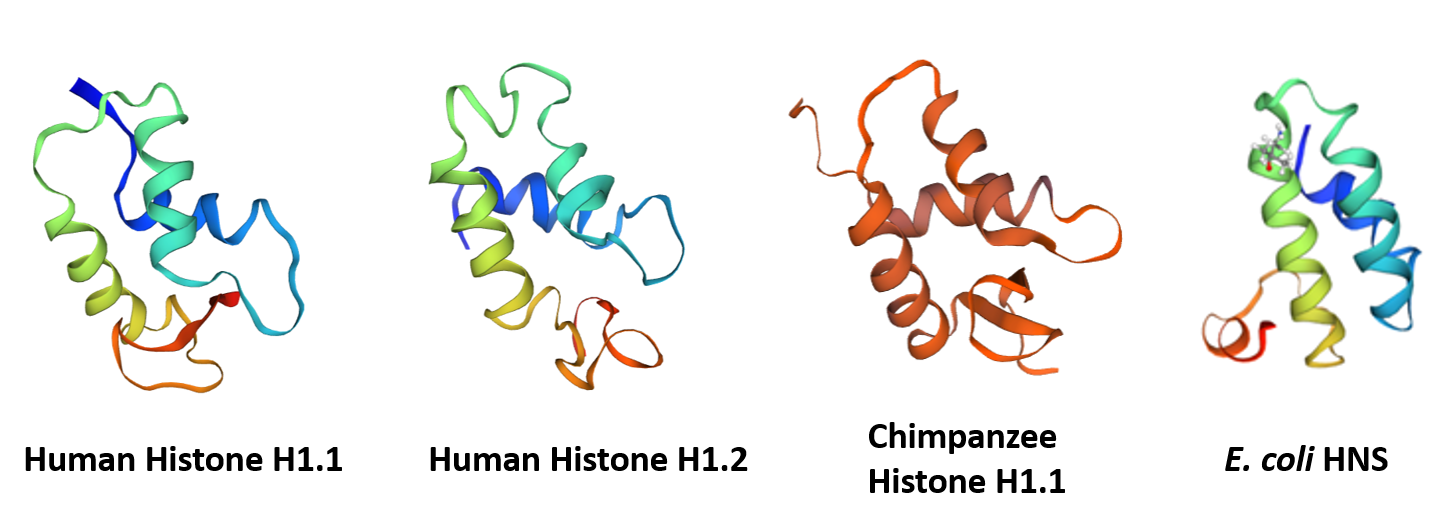 Human Histone H1.1
Human Histone H1.2
Chimpanzee
Histone H1.1
E. coli HNS